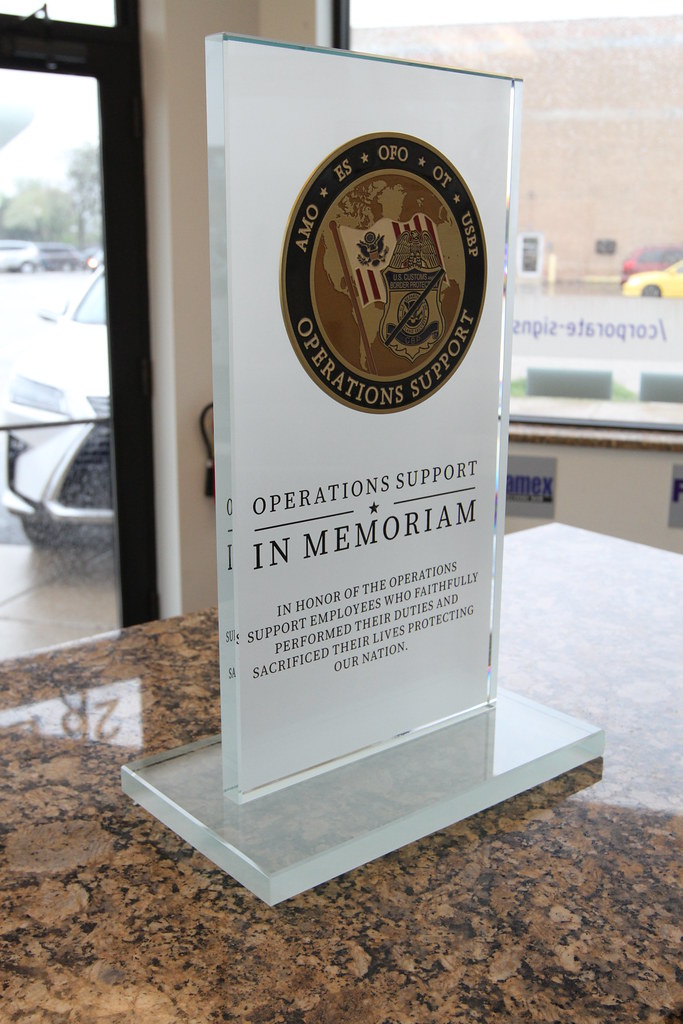 AMO ★ ES ★ OFO ★ OT ★ USBP
U.S. CUSTOMS AND
BORDER PROTECTION
OPERATIONS SUPPORT
OPERATIONS SUPPORT
★
IN MEMORIAM
IN HONOR OF THE OPERATIONS
SUPPORT EMPLOYEES WHO FAITHFULLY
PERFORMED THEIR DUTIES AND
SACRIFICED THEIR LIVES PROTECTING
OUR NATION.
/corporate-signs
amex